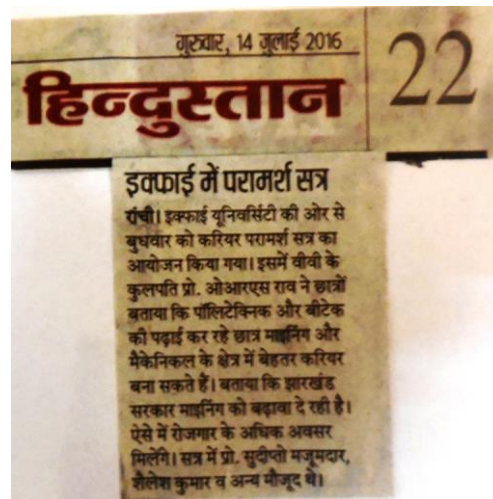 गुरुवार, 14 जुलाई 2016
22
हिन्दुस्तान
इक्फाई में परामर्श सत्र
रांची। इक्फाई यूनिवर्सिटी की ओर से
बुधवार को करियर परामर्श सत्र का
आयोजन किया गया। इसमें वीवी के
कुलपति प्रो. ओआरएस राव ने छात्रों
बताया कि पॉलिटेक्निक और बीटेक
की पढ़ाई कर रहे छात्र माइनिंग और
मैकेनिकल के क्षेत्र में बेहतर करियर
बना सकते हैं। बताया कि झारखंड
सरकार माइनिंग को बढ़ावा दे रही है।
ऐसे में रोजगार के अधिक अवसर
मिलेंगे। सत्र में प्रो. सुदीप्तो मजूमदार,
शैलेश कुमार व अन्य मौजूद थे।